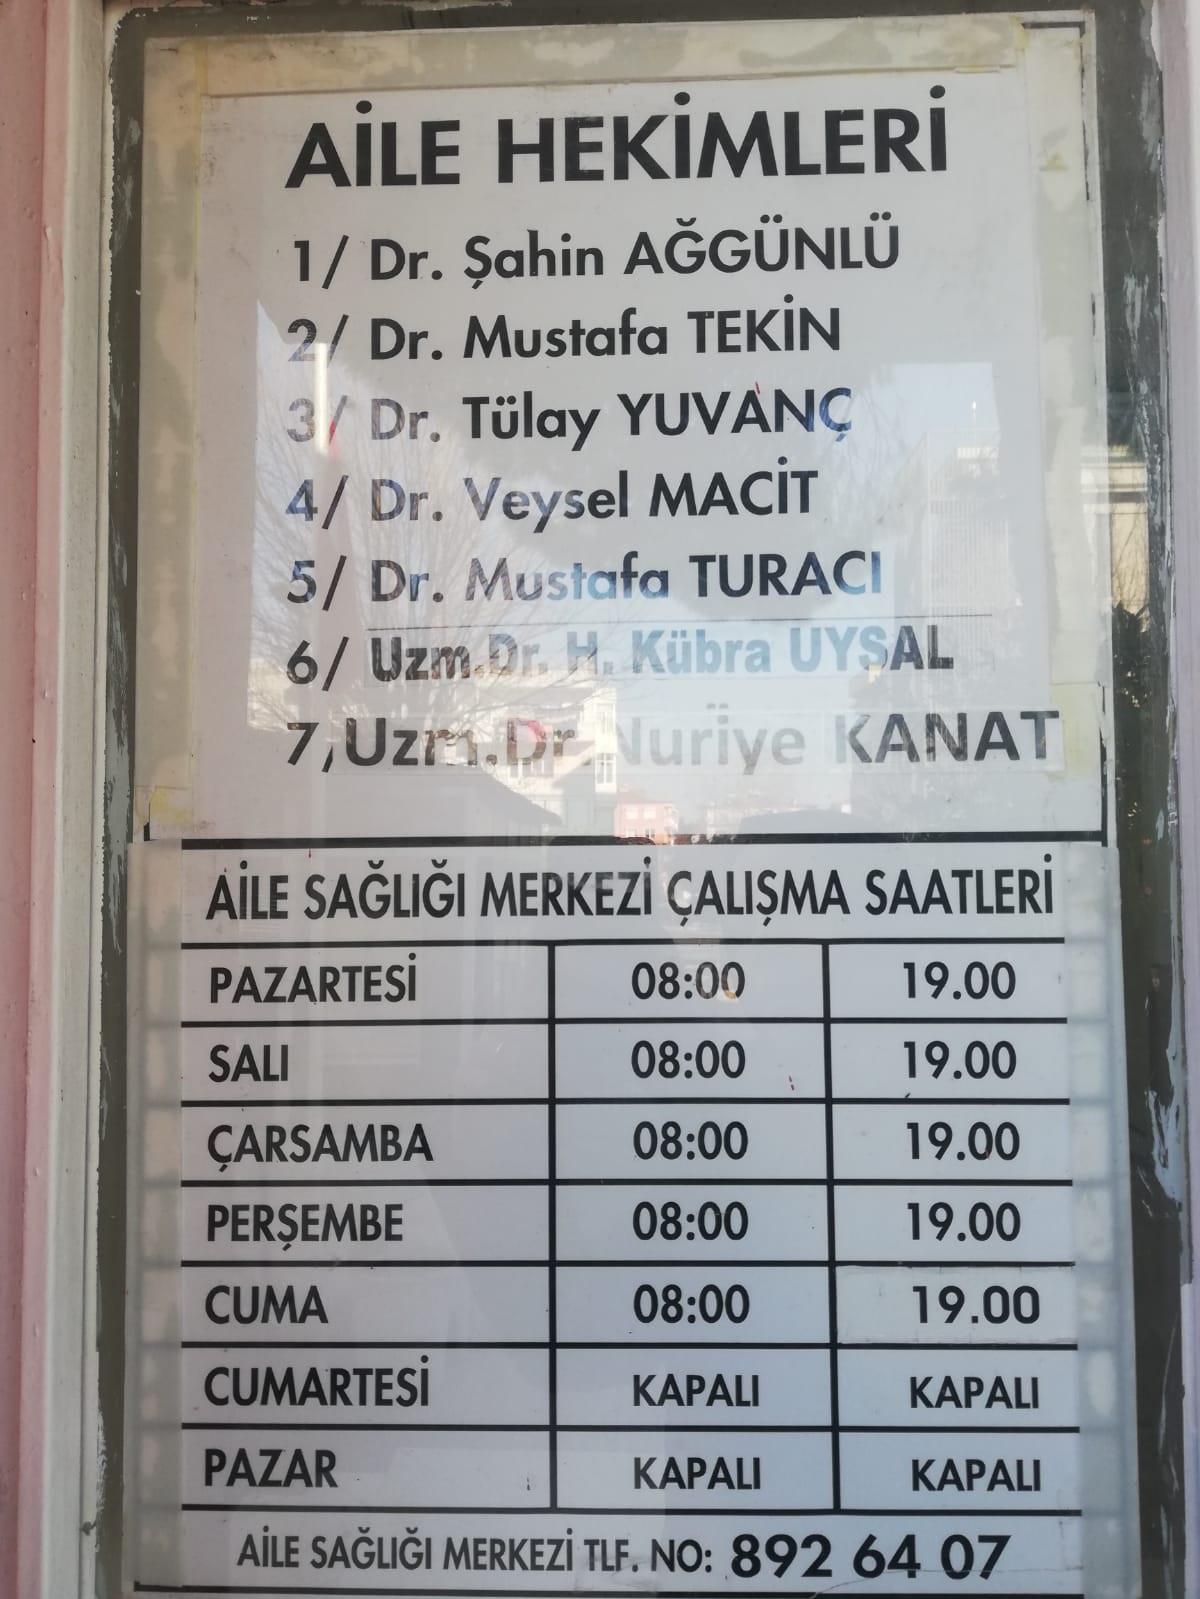 AİLE HEKİMLERİ
1/ Dr. Şahin AĞGÜNLÜ
2/ Dr. Mustafa TEKİN
3/ Dr. Tülay YUVANÇ
4/ Dr. Veysel MACİT
5/ Dr. Mustafa TURACI
6/ Uzm.Dr. H. Kübra UYSAL
7,Uzm.Dr Nuriye KANAT
AİLE SAĞLIĞI MERKEZİ ÇALIŞMA SAATLERİ
PAZARTESİ 08:00 19.00
SALI 08:00 19.00
ÇARSAMBA 08:00 19.00
PERŞEMBE 08:00 19.00
CUMA 08:00 19.00
CUMARTESİ KAPALI KAPALI
PAZAR KAPALI KAPALI
AİLE SAĞLIĞI MERKEZİ TLF. NO: 892 64 07